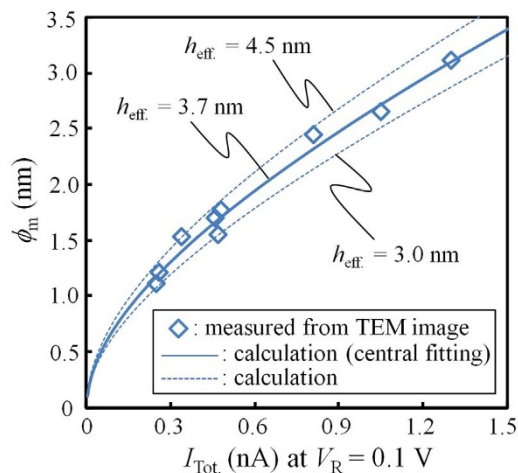 3.5
3.0
2.5
2.0
1.5
1.0
0.5
0
ϕm (nm)
heff. = 4.5 nm
heff. = 3.7 nm
heff. = 3.0 nm
: measured from TEM image
: calculation (central fitting)
: calculation
0 0.3 0.6 0.9 1.2 1.5
ITot. (nA) at VR = 0.1 V